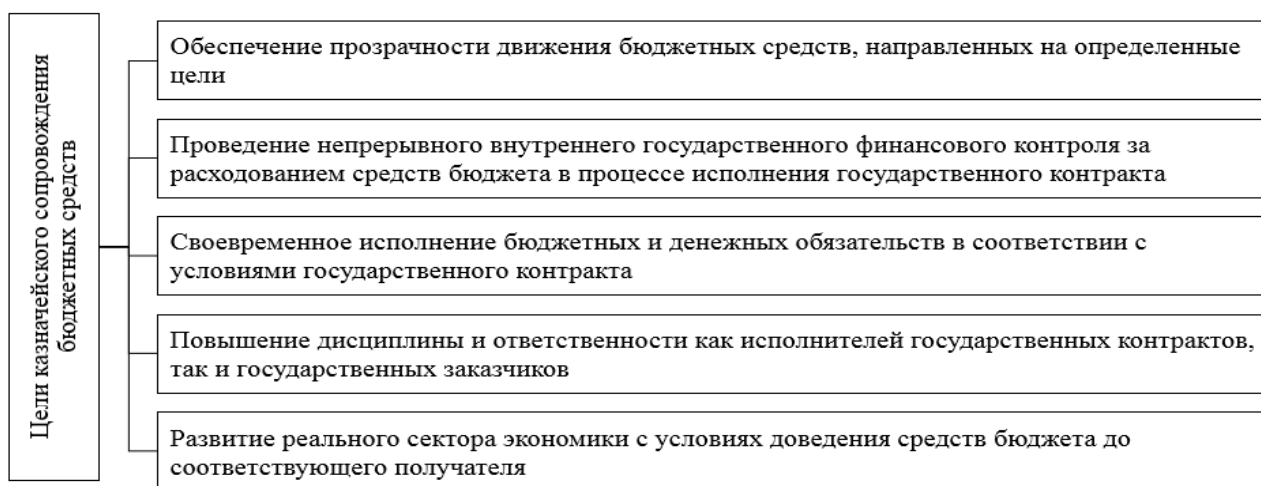 Цели казначейского сопровождения
бюджетных средств
Обеспечение прозрачности движения бюджетных средств, направленных на определенные
цели
Проведение непрерывного внутреннего государственного финансового контроля за
расходованием средств бюджета в процессе исполнения государственного контракта
Своевременное исполнение бюджетных и денежных обязательств в соответствии с
условиями государственного контракта
Повышение дисциплины и ответственности как исполнителей государственных контрактов,
так и государственных заказчиков
Развитие реального сектора экономики с условиях доведения средств бюджета до
соответствующего получателя